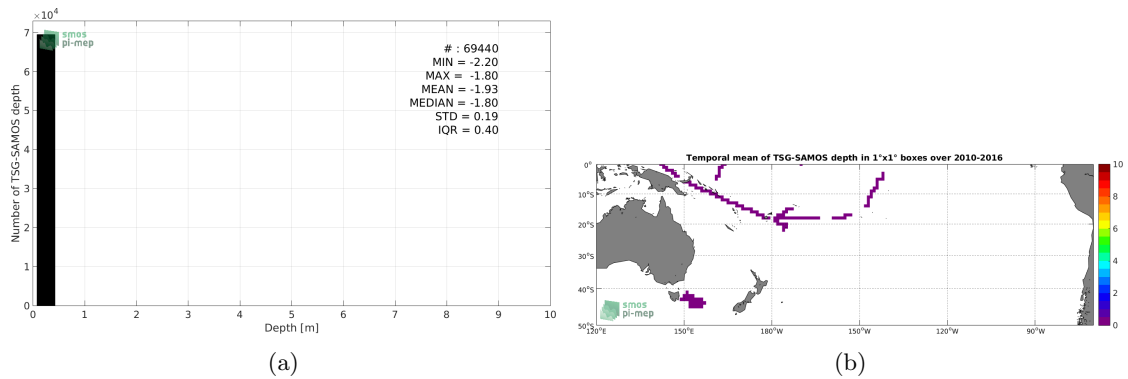 ×10⁴
smos
pi-mep
# : 69440
MIN = -2.20
MAX = -1.80
MEAN = -1.93
MEDIAN = -1.80
STD = 0.19
IQR = 0.40
Number of TSG-SAMOS depth
7
6
5
4
3
2
1
0
0 1 2 3 4 5 6 7 8 9 10
Depth [m]
(a)
Temporal mean of TSG-SAMOS depth in 1°x1° boxes over 2010-2016
0°
10°S
20°S
30°S
40°S
50°S
120°E 150°E 180°W 150°W 120°W 90°W
smos
pi-mep
10
8
6
4
2
0
(b)